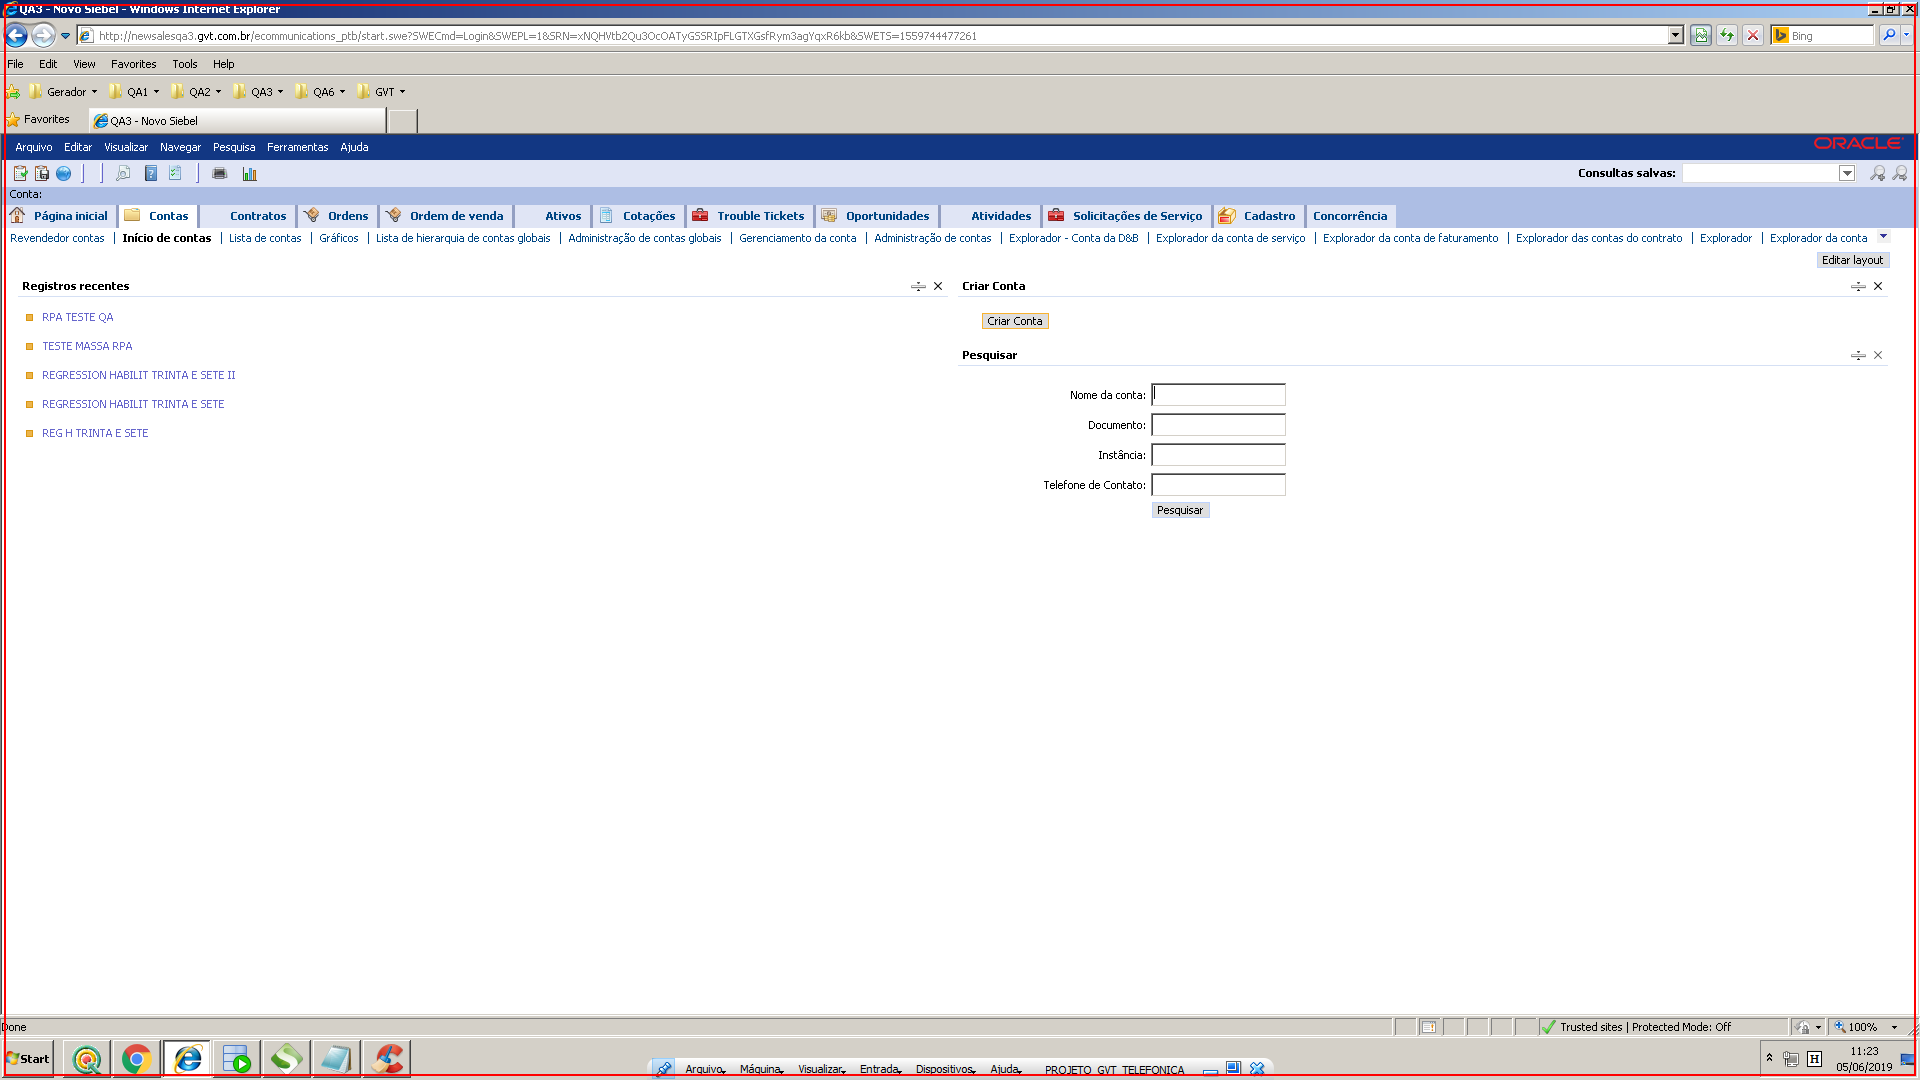 QA3 - Novo Siebel - Windows Internet Explorer
http://newsalesqa3.gvt.com.br/ecommunications_ptb/start.swe?SWECmd=Login&SWEPL=1&SRN=xNQHVtb2Qu3OcOATyGSSRIpFLGTXGsfRym3agYqxR6kb&SWETS=1559744477261
Bing
File Edit View Favorites Tools Help
Gerador QA1 QA2 QA3 QA6 GVT
Favorites QA3 - Novo Siebel
Arquivo Editar Visualizar Navegar Pesquisa Ferramentas Ajuda ORACLE
Consultas salvas:
Conta:
Página inicial Contas Contratos Ordens Ordem de venda Ativos Cotações Trouble Tickets Oportunidades Atividades Solicitações de Serviço Cadastro Concorrência
Revendedor contas | Início de contas | Lista de contas | Gráficos | Lista de hierarquia de contas globais | Administração de contas globais | Gerenciamento da conta | Administração de contas | Explorador - Conta da D&B | Explorador da conta de serviço | Explorador da conta de faturamento | Explorador das contas do contrato | Explorador | Explorador da conta
Editar layout
Registros recentes
RPA TESTE QA
TESTE MASSA RPA
REGRESSION HABILIT TRINTA E SETE II
REGRESSION HABILIT TRINTA E SETE
REG H TRINTA E SETE
Criar Conta
Criar Conta
Pesquisar
Nome da conta:
Documento:
Instância:
Telefone de Contato:
Pesquisar
Done
Trusted sites | Protected Mode: Off
100%
Start
Arquivo Máquina Visualizar Entrada Dispositivos Ajuda PROJETO_GVT_TELEFONICA
H
11:23
05/06/2019